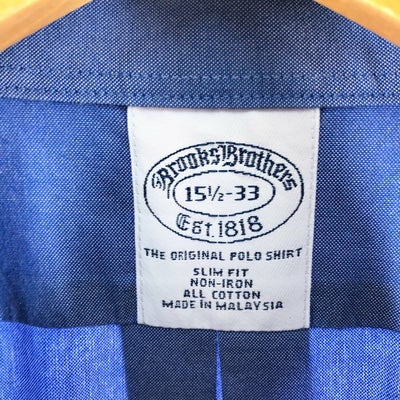 Brooks Brothers
15½-33
Est. 1818
THE ORIGINAL POLO SHIRT
SLIM FIT
NON-IRON
ALL COTTON
MADE IN MALAYSIA